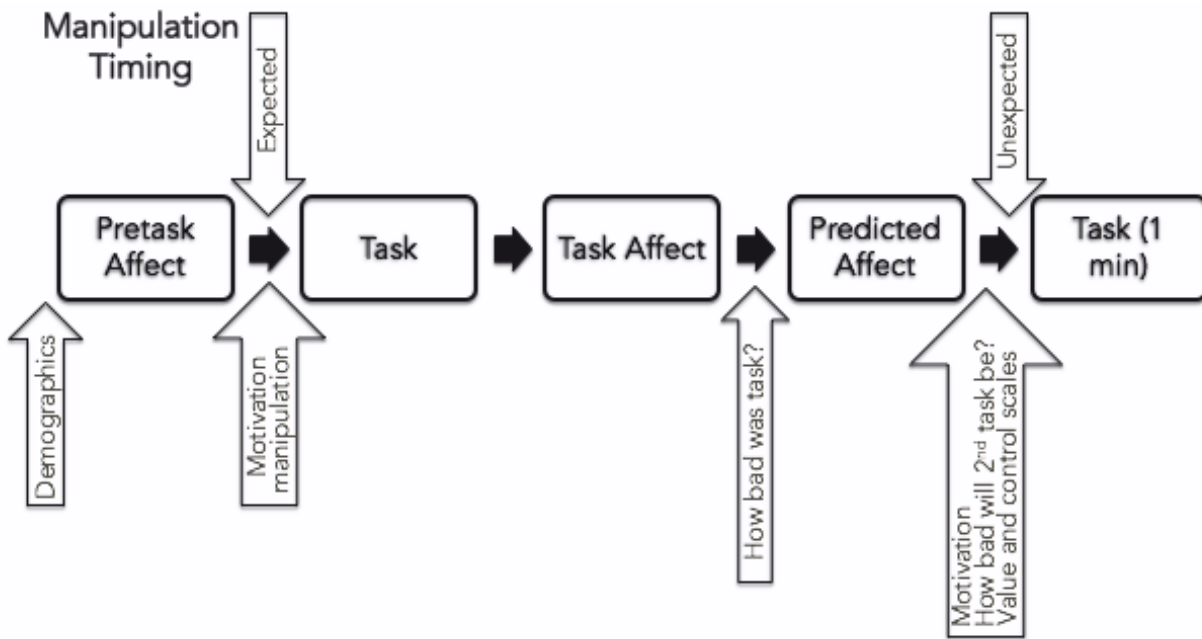 Manipulation
Timing
Expected
Unexpected
Pretask
Affect
Task
Task Affect
Predicted
Affect
Task (1
min)
Demographics
Motivation
manipulation
How bad was task?
Motivation
How bad will 2nd task be?
Value and control scales